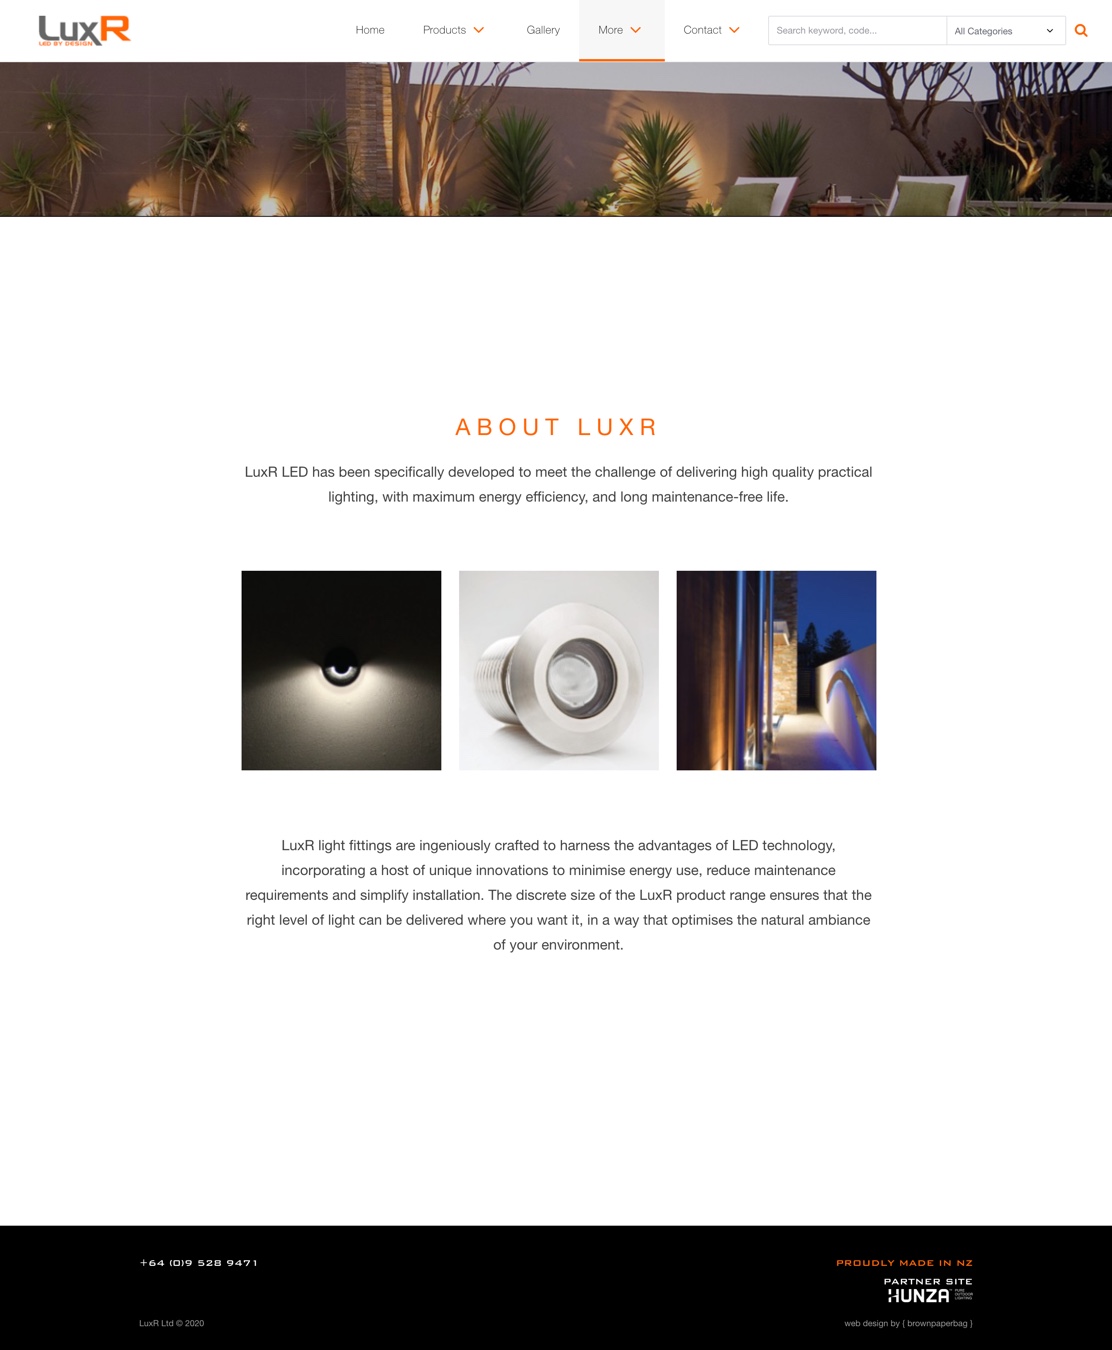 LuxR
LED BY DESIGN
Home
Products
Gallery
More
Contact
Search keyword, code...
All Categories
ABOUT LUXR
LuxR LED has been specifically developed to meet the challenge of delivering high quality practical
lighting, with maximum energy efficiency, and long maintenance-free life.
LuxR light fittings are ingeniously crafted to harness the advantages of LED technology,
incorporating a host of unique innovations to minimise energy use, reduce maintenance
requirements and simplify installation. The discrete size of the LuxR product range ensures that the
right level of light can be delivered where you want it, in a way that optimises the natural ambiance
of your environment.
+64 (0)9 528 9471
PROUDLY MADE IN NZ
PARTNER SITE
HUNZA
PURE
OUTDOOR
LIGHTING
LuxR Ltd © 2020
web design by { brownpaperbag }